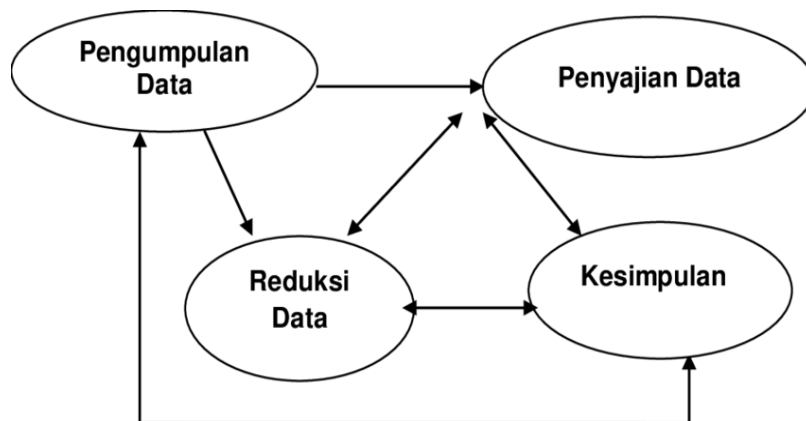 Pengumpulan
Data
Penyajian Data
Reduksi
Data
Kesimpulan